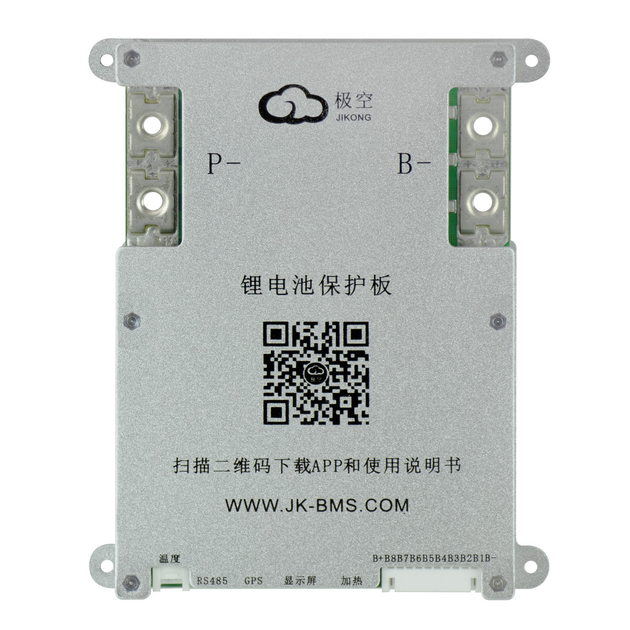 极空
JIKONG
P-
B-
锂电池保护板
扫描二维码下载APP和使用说明书
WWW.JK-BMS.COM
温度
RS485 GPS 显示屏 加热
B+B8B7B6B5B4B3B2B1B-